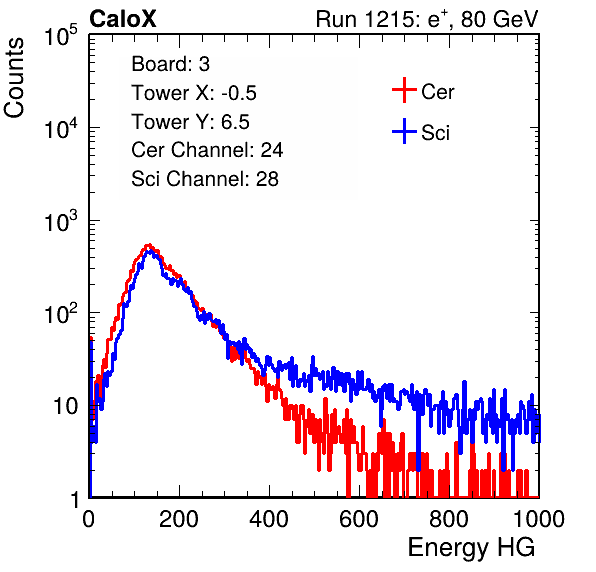 CaloX Run 1215: e⁺, 80 GeV
Counts
Board: 3
Tower X: -0.5
Tower Y: 6.5
Cer Channel: 24
Sci Channel: 28
Cer
Sci
10⁵
10⁴
10³
10²
10
1
0 200 400 600 800 1000
Energy HG